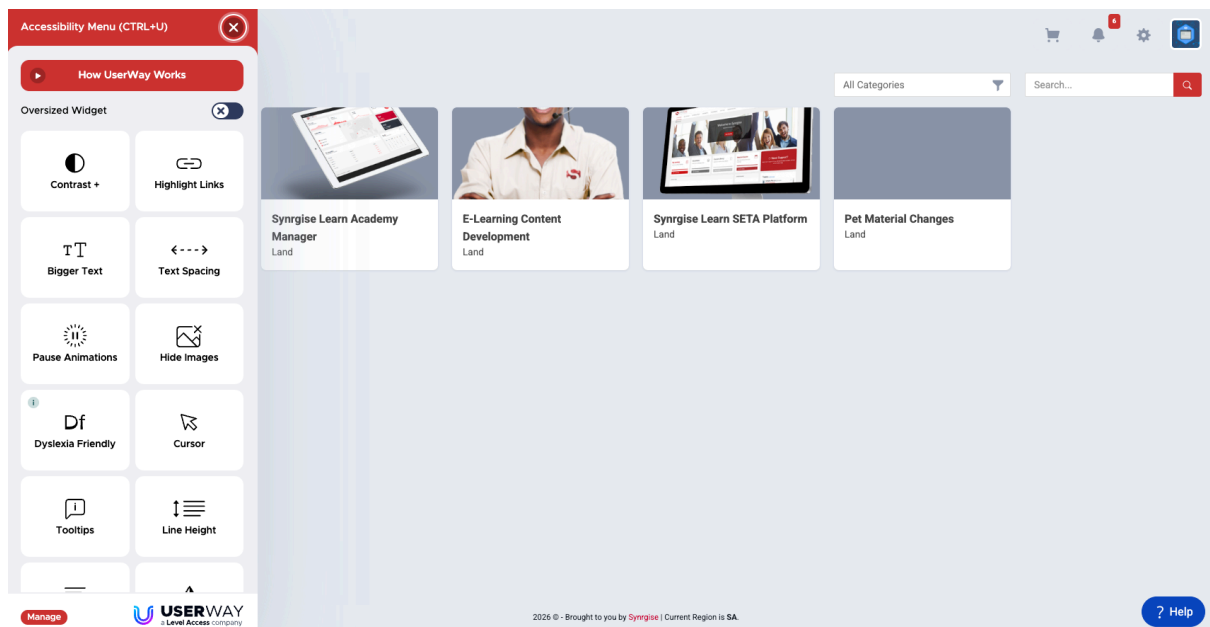 Accessibility Menu (CTRL+U)
How UserWay Works
Oversized Widget
Contrast +
Highlight Links
Bigger Text
Text Spacing
Pause Animations
Hide Images
Dyslexia Friendly
Cursor
Tooltips
Line Height
Manage
USERWAY
a Level Access company
6
All Categories
Search...
Synrgise Learn Academy
Manager
Land
E-Learning Content
Development
Land
Synrgise Learn SETA Platform
Land
Pet Material Changes
Land
2026 © - Brought to you by Synrgise | Current Region is SA.
? Help